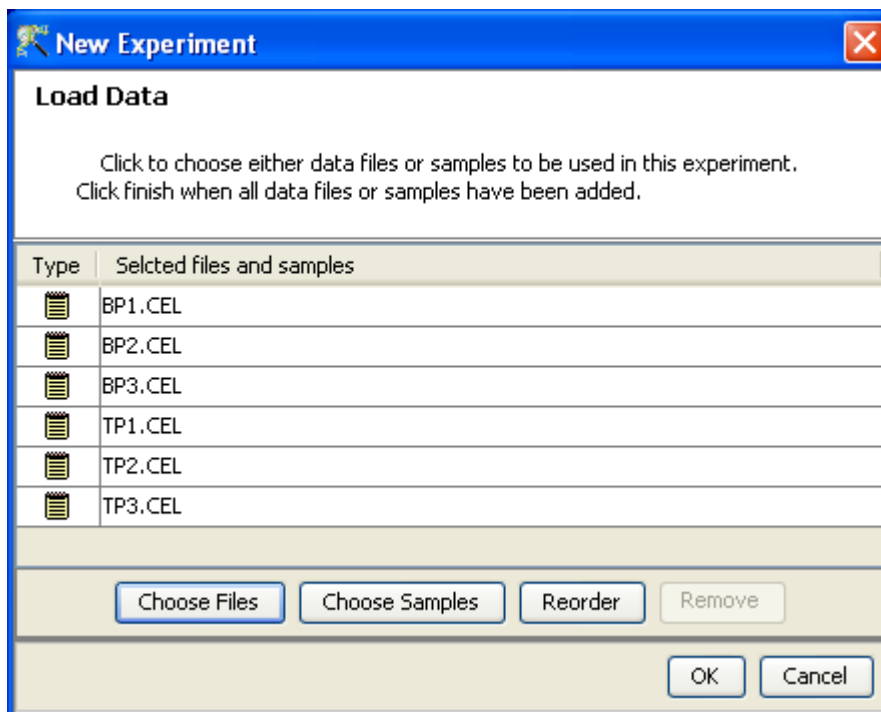 New Experiment
Load Data
Click to choose either data files or samples to be used in this experiment.
Click finish when all data files or samples have been added.
Type Selcted files and samples
BP1.CEL
BP2.CEL
BP3.CEL
TP1.CEL
TP2.CEL
TP3.CEL
Choose Files Choose Samples Reorder Remove
OK Cancel